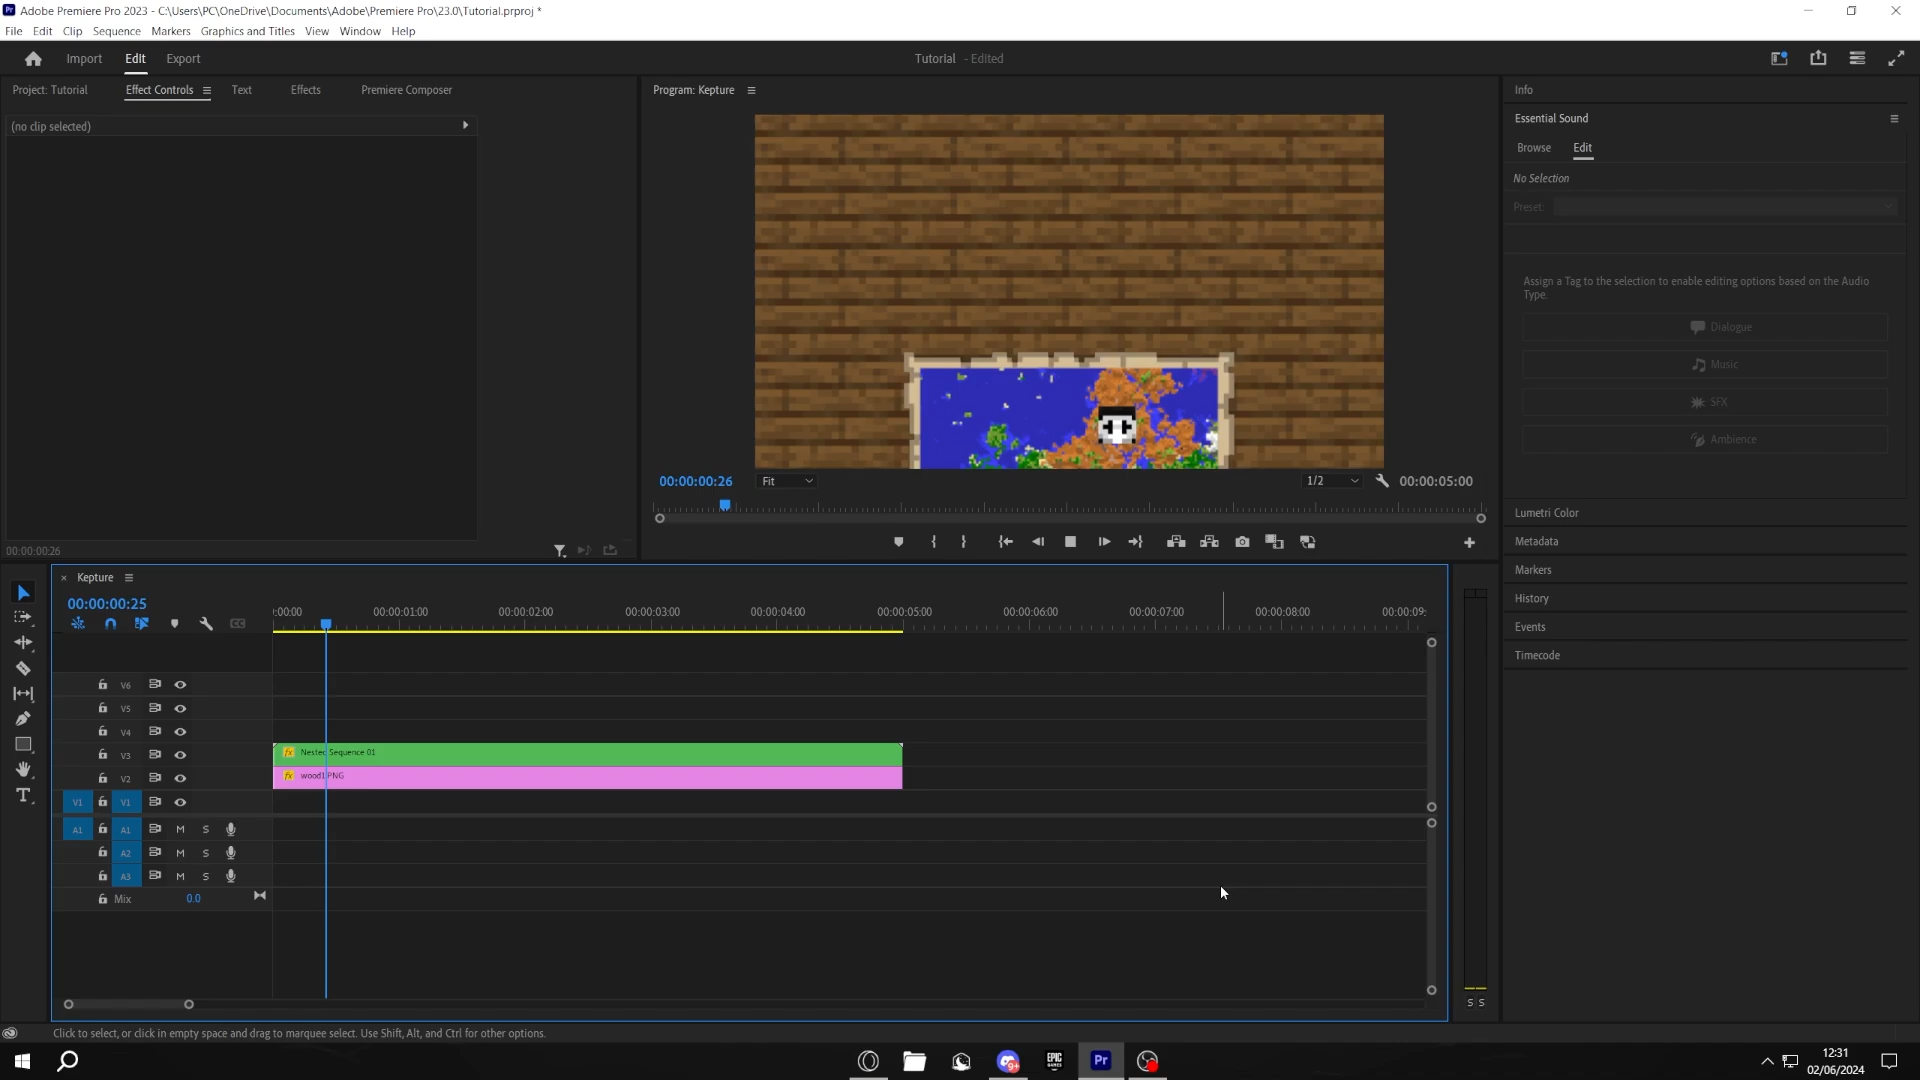 Adobe Premiere Pro 2023 - C:\Users\PC\OneDrive\Documents\Adobe\Premiere Pro\23.0\Tutorial.prproj *
File Edit Clip Sequence Markers Graphics and Titles View Window Help
Import Edit Export Tutorial - Edited
Project: Tutorial Effect Controls Text Effects Premiere Composer
(no clip selected)
00:00:00:26
Program: Kepture
00:00:00:26 Fit 1/2 00:00:05:00
Info
Essential Sound
Browse Edit
No Selection
Preset:
Assign a Tag to the selection to enable editing options based on the Audio
Type.
Dialogue
Music
SFX
Ambience
Lumetri Color
Metadata
Markers
History
Events
Timecode
× Kepture
00:00:00:25
:00:00 00:00:01:00 00:00:02:00 00:00:03:00 00:00:04:00 00:00:05:00 00:00:06:00 00:00:07:00 00:00:08:00 00:00:09:
V6
V5
V4
V3 fx Nested Sequence 01
V2 fx wood1.PNG
V1 V1
A1 A1 M S
A2 M S
A3 M S
Mix 0.0
S S
Click to select, or click in empty space and drag to marquee select. Use Shift, Alt, and Ctrl for other options.
9+ EPIC GAMES Pr
12:31
02/06/2024